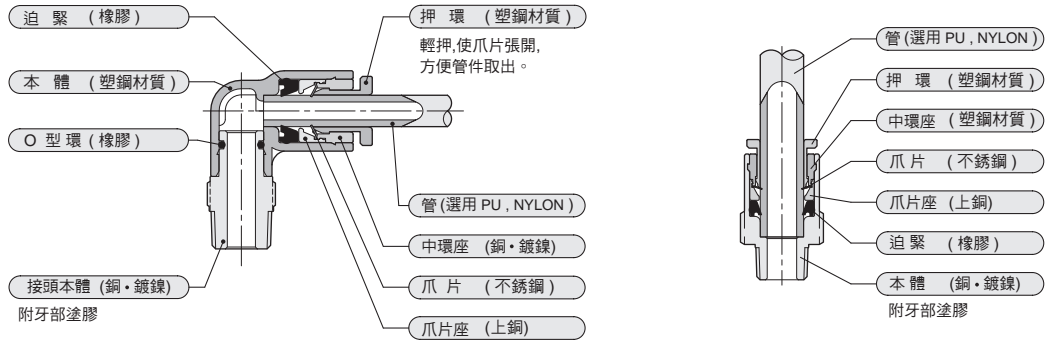 迫 緊 (橡膠)
本 體 (塑鋼材質)
O 型 環 (橡膠)
接頭本體 (銅・鍍鎳)
附牙部塗膠
押 環 (塑鋼材質)
輕押,使爪片張開,
方便管件取出。
管 (選用 PU , NYLON )
中環座 (銅・鍍鎳)
爪 片 (不銹鋼)
爪片座 (上銅)
管 (選用 PU , NYLON )
押 環 (塑鋼材質)
中環座 (塑鋼材質)
爪 片 (不銹鋼)
爪片座 (上銅)
迫 緊 (橡膠)
本 體 (銅・鍍鎳)
附牙部塗膠